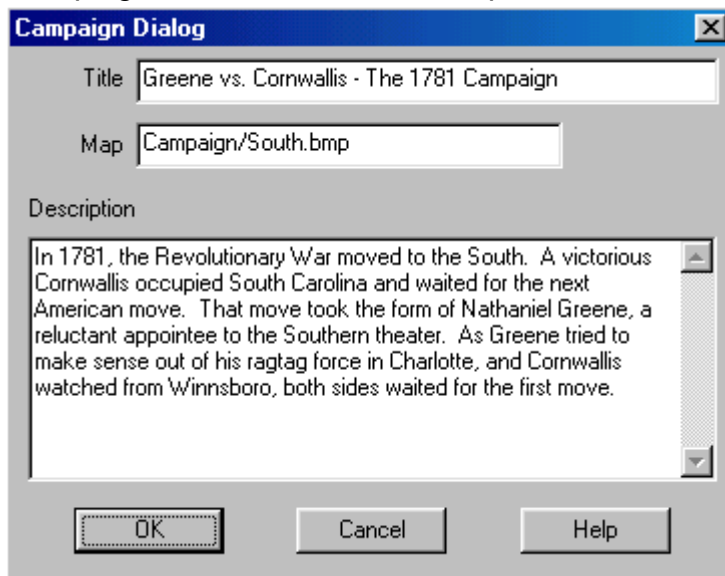 Campaign Dialog
Title Greene vs. Cornwallis - The 1781 Campaign
Map Campaign/South.bmp
Description
In 1781, the Revolutionary War moved to the South. A victorious
Cornwallis occupied South Carolina and waited for the next
American move. That move took the form of Nathaniel Greene, a
reluctant appointee to the Southern theater. As Greene tried to
make sense out of his ragtag force in Charlotte, and Cornwallis
watched from Winnsboro, both sides waited for the first move.
OK Cancel Help